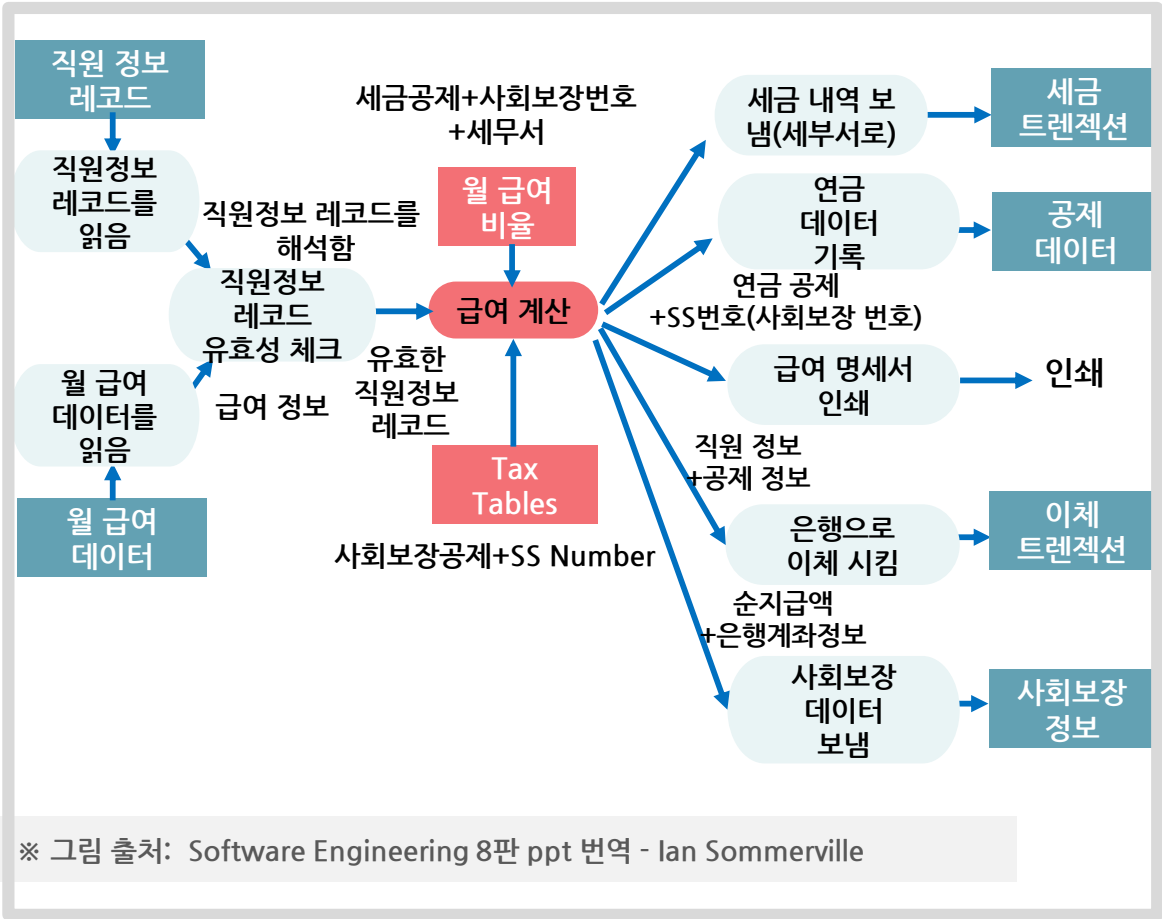 직원 정보
레코드
직원정보
레코드를
읽음
직원정보 레코드를
해석함
직원정보
레코드
유효성 체크
월 급여
데이터를
읽음
급여 정보
월 급여
데이터
세금공제+사회보장번호
+세무서
월 급여
비율
급여 계산
유효한
직원정보
레코드
Tax
Tables
사회보장공제+SS Number
세금 내역 보
냄(세부서로)
세금
트렌젝션
연금
데이터
기록
공제
데이터
연금 공제
+SS번호(사회보장 번호)
급여 명세서
인쇄
인쇄
직원 정보
+공제 정보
은행으로
이체 시킴
이체
트렌젝션
순지급액
+은행계좌정보
사회보장
데이터
보냄
사회보장
정보
※ 그림 출처: Software Engineering 8판 ppt 번역 - Ian Sommerville